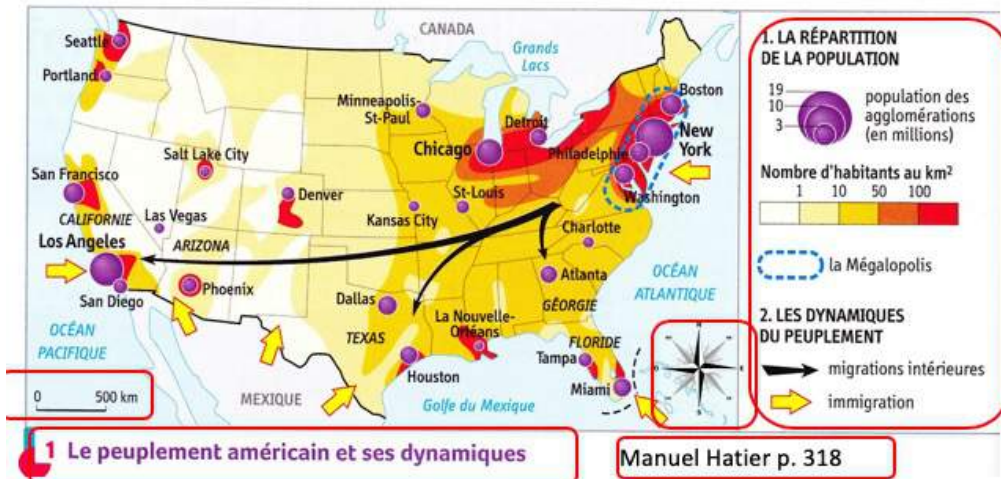 CANADA
Seattle
Portland
Grands
Lacs
Minneapolis-
St-Paul
Boston
Detroit
New
York
Chicago
Philadelphie
Salt Lake City
San Francisco
Denver
St-Louis
Washington
CALIFORNIE
Las Vegas
Kansas City
Charlotte
Los Angeles
ARIZONA
Atlanta
OCÉAN
ATLANTIQUE
Phoenix
San Diego
Dallas
GÉORGIE
La Nouvelle-
Orléans
TEXAS
FLORIDE
OCÉAN
PACIFIQUE
Tampa
Houston
Miami
0 500 km
MEXIQUE
Golfe du Mexique
1 Le peuplement américain et ses dynamiques
Manuel Hatier p. 318
1. LA RÉPARTITION
DE LA POPULATION
19
10
3
population des
agglomérations
(en millions)
Nombre d'habitants au km²
1 10 50 100
la Mégalopolis
2. LES DYNAMIQUES
DU PEUPLEMENT
migrations intérieures
immigration